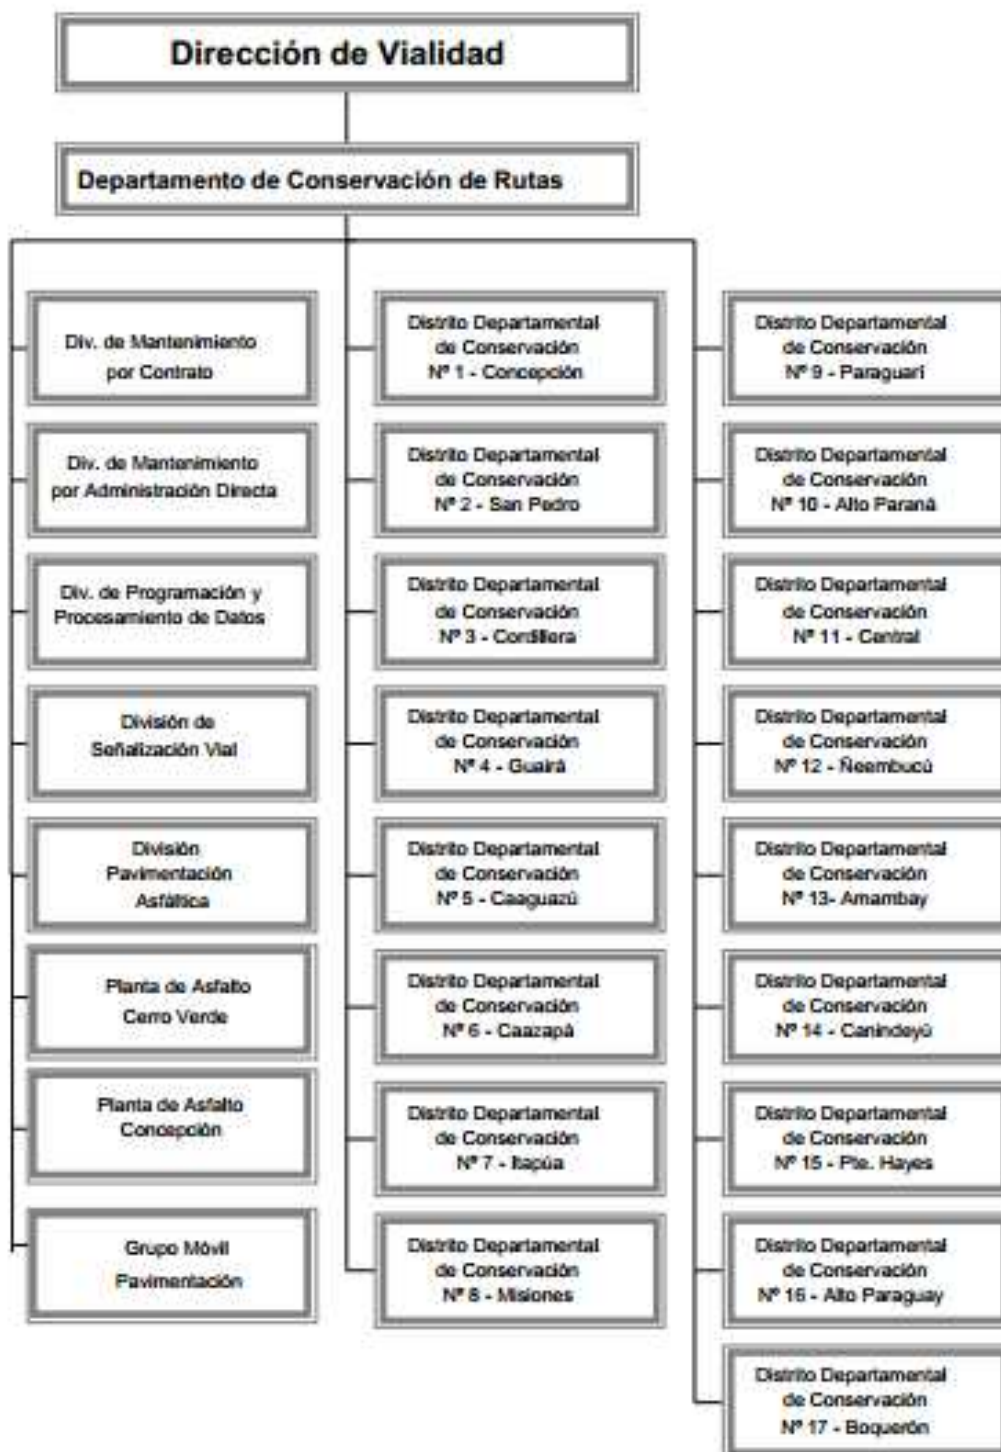 Dirección de Vialidad
Departamento de Conservación de Rutas
Div. de Mantenimiento
por Contrato
Div. de Mantenimiento
por Administración Directa
Div. de Programación y
Procesamiento de Datos
División de
Señalización Vial
División
Pavimentación
Asfáltica
Planta de Asfalto
Cerro Verde
Planta de Asfalto
Concepción
Grupo Móvil
Pavimentación
Distrito Departamental
de Conservación
Nº 1 - Concepción
Distrito Departamental
de Conservación
Nº 2 - San Pedro
Distrito Departamental
de Conservación
Nº 3 - Cordillera
Distrito Departamental
de Conservación
Nº 4 - Guairá
Distrito Departamental
de Conservación
Nº 5 - Caaguazú
Distrito Departamental
de Conservación
Nº 6 - Caazapá
Distrito Departamental
de Conservación
Nº 7 - Itapúa
Distrito Departamental
de Conservación
Nº 8 - Misiones
Distrito Departamental
de Conservación
Nº 9 - Paraguarí
Distrito Departamental
de Conservación
Nº 10 - Alto Paraná
Distrito Departamental
de Conservación
Nº 11 - Central
Distrito Departamental
de Conservación
Nº 12 - Ñeembucú
Distrito Departamental
de Conservación
Nº 13- Amambay
Distrito Departamental
de Conservación
Nº 14 - Canindeyú
Distrito Departamental
de Conservación
Nº 15 - Pte. Hayes
Distrito Departamental
de Conservación
Nº 16 - Alto Paraguay
Distrito Departamental
de Conservación
Nº 17 - Boquerón